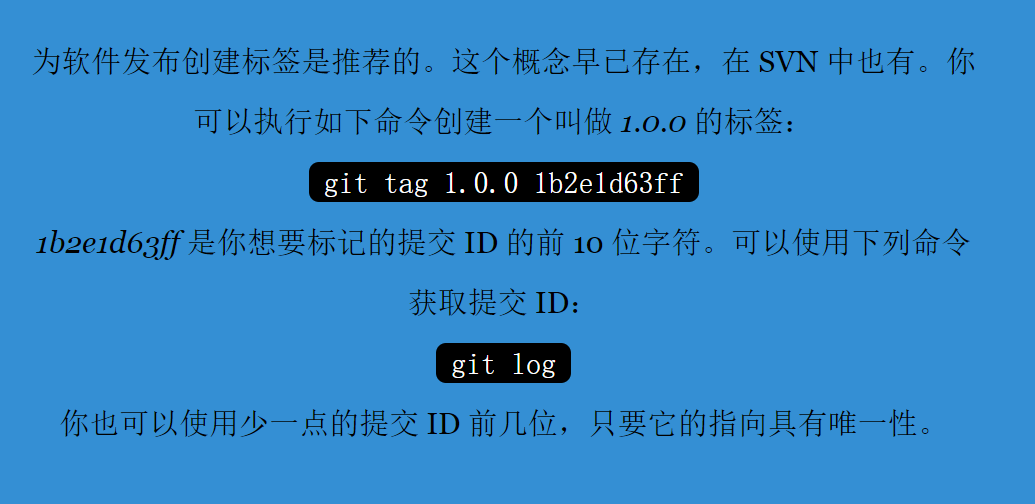 为软件发布创建标签是推荐的。这个概念早已存在，在 SVN 中也有。你
可以执行如下命令创建一个叫做 1.0.0 的标签：
git tag 1.0.0 1b2e1d63ff
1b2e1d63ff 是你想要标记的提交 ID 的前 10 位字符。可以使用下列命令
获取提交 ID：
git log
你也可以使用少一点的提交 ID 前几位，只要它的指向具有唯一性。